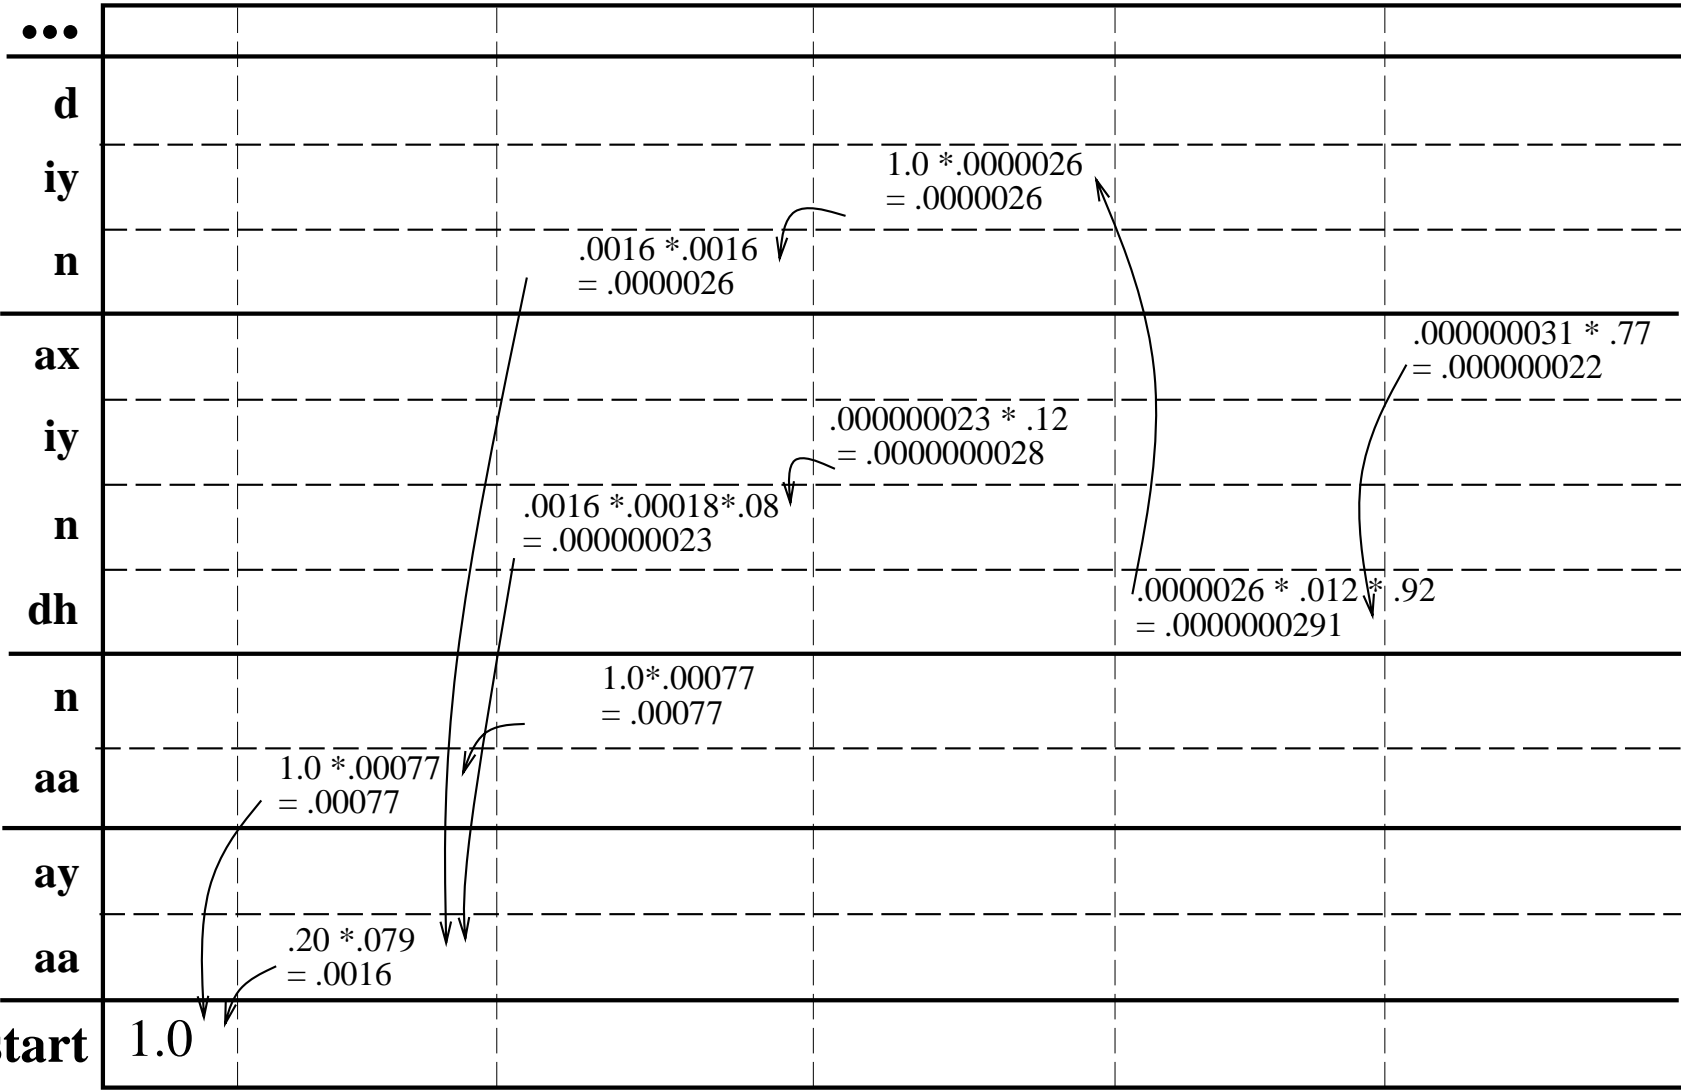 •••
d
iy
1.0 *.0000026
= .0000026
n
.0016 *.0016
= .0000026
ax
.000000031 * .77
= .000000022
iy
.000000023 * .12
= .0000000028
n
.0016 *.00018*.08
= .000000023
dh
.0000026 * .012 * .92
= .0000000291
n
1.0*.00077
= .00077
aa
1.0 *.00077
= .00077
ay
aa
.20 *.079
= .0016
start
1.0